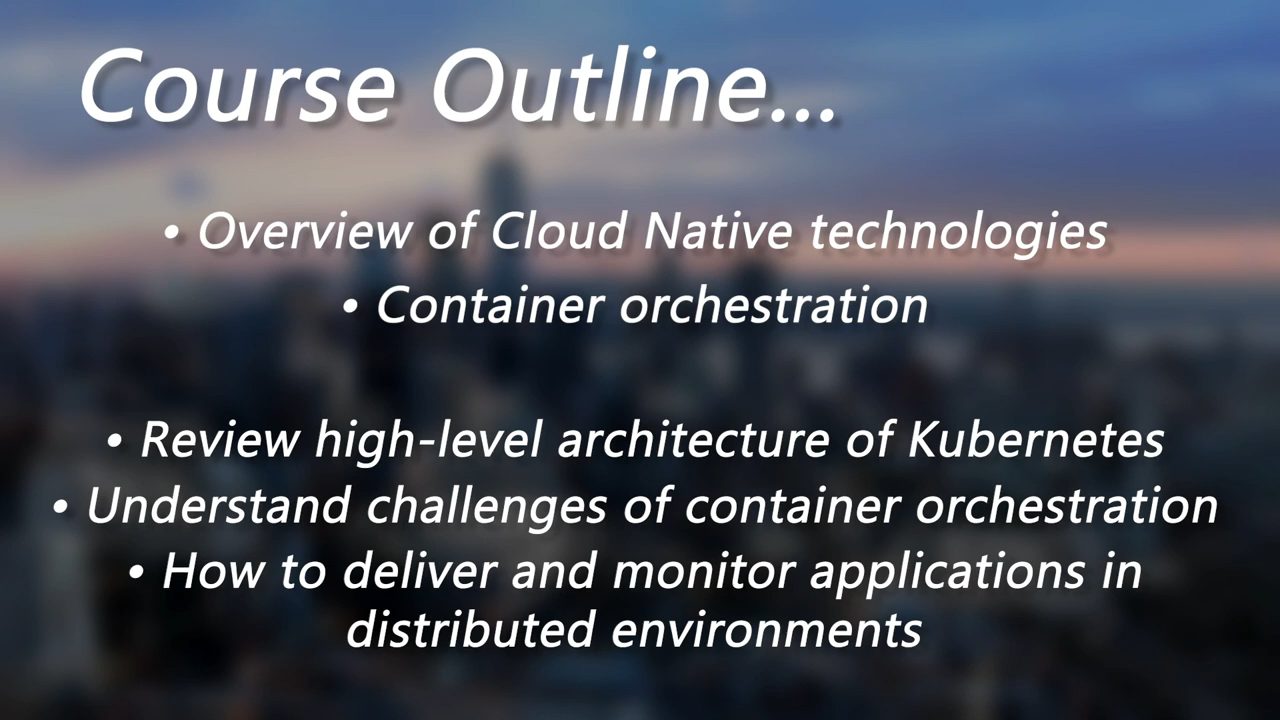 Course Outline...
• Overview of Cloud Native technologies
• Container orchestration
• Review high-level architecture of Kubernetes
• Understand challenges of container orchestration
• How to deliver and monitor applications in
distributed environments